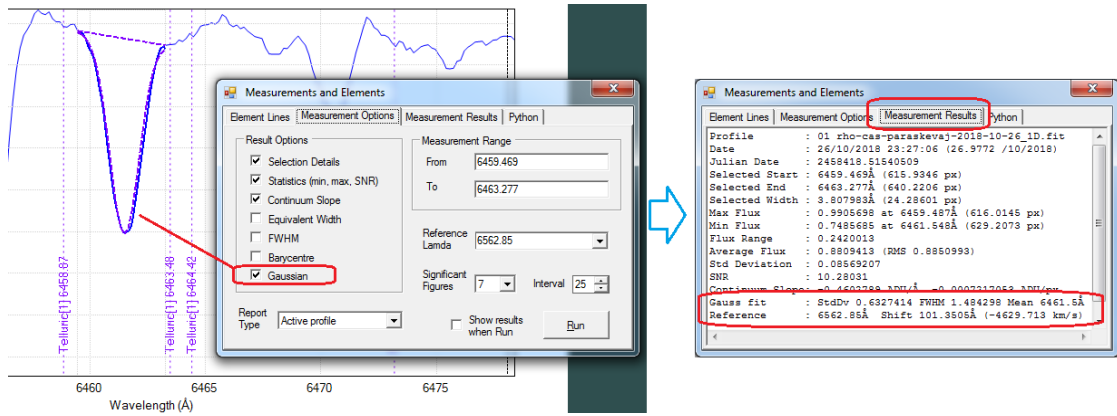 Telluric[1] 6458.87
Telluric[1] 6463.48
Telluric[1] 6464.42
6460
6465
6470
6475
Wavelength (Å)
Measurements and Elements
Element Lines
Measurement Options
Measurement Results
Python
Result Options
Selection Details
Statistics (min, max, SNR)
Continuum Slope
Equivalent Width
FWHM
Barycentre
Gaussian
Measurement Range
From
6459.469
To
6463.277
Reference
Lamda
6562.85
Significant
Figures
7
Interval
25
Report
Type
Active profile
Show results
when Run
Run
Measurements and Elements
Element Lines
Measurement Options
Measurement Results
Python
Profile : 01 rho-cas-paraskevaj-2018-10-26_1D.fit
Date : 26/10/2018 23:27:06 (26.9772 /10/2018)
Julian Date : 2458418.51540509
Selected Start : 6459.469Å (615.9346 px)
Selected End : 6463.277Å (640.2206 px)
Selected Width : 3.807983Å (24.28601 px)
Max Flux : 0.9905698 at 6459.487Å (616.0145 px)
Min Flux : 0.7485685 at 6461.548Å (629.2073 px)
Flux Range : 0.2420013
Average Flux : 0.8809413 (RMS 0.8850993)
Std Deviation : 0.08569207
SNR : 10.28031
Continuum Slope:
Gauss fit : StdDv 0.6327414 FWHM 1.484298 Mean 6461.5Å
Reference : 6562.85Å Shift 101.3505Å (-4629.713 km/s)